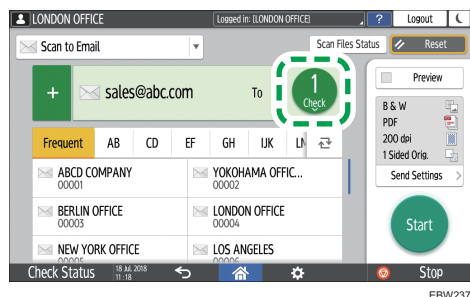 LONDON OFFICE
Logged in: [LONDON OFFICE]
?
Logout
Scan to Email
Scan Files Status
Reset
+
sales@abc.com
To
1
Check
Preview
B & W
PDF
200 dpi
1 Sided Orig.
Send Settings
Start
Frequent
AB
CD
EF
GH
IJK
LN
ABCD COMPANY
00001
YOKOHAMA OFFIC...
00002
BERLIN OFFICE
00003
LONDON OFFICE
00004
NEW YORK OFFICE
00005
LOS ANGELES
00006
Check Status
18 Jul. 2018
11:18
Stop
EBW237